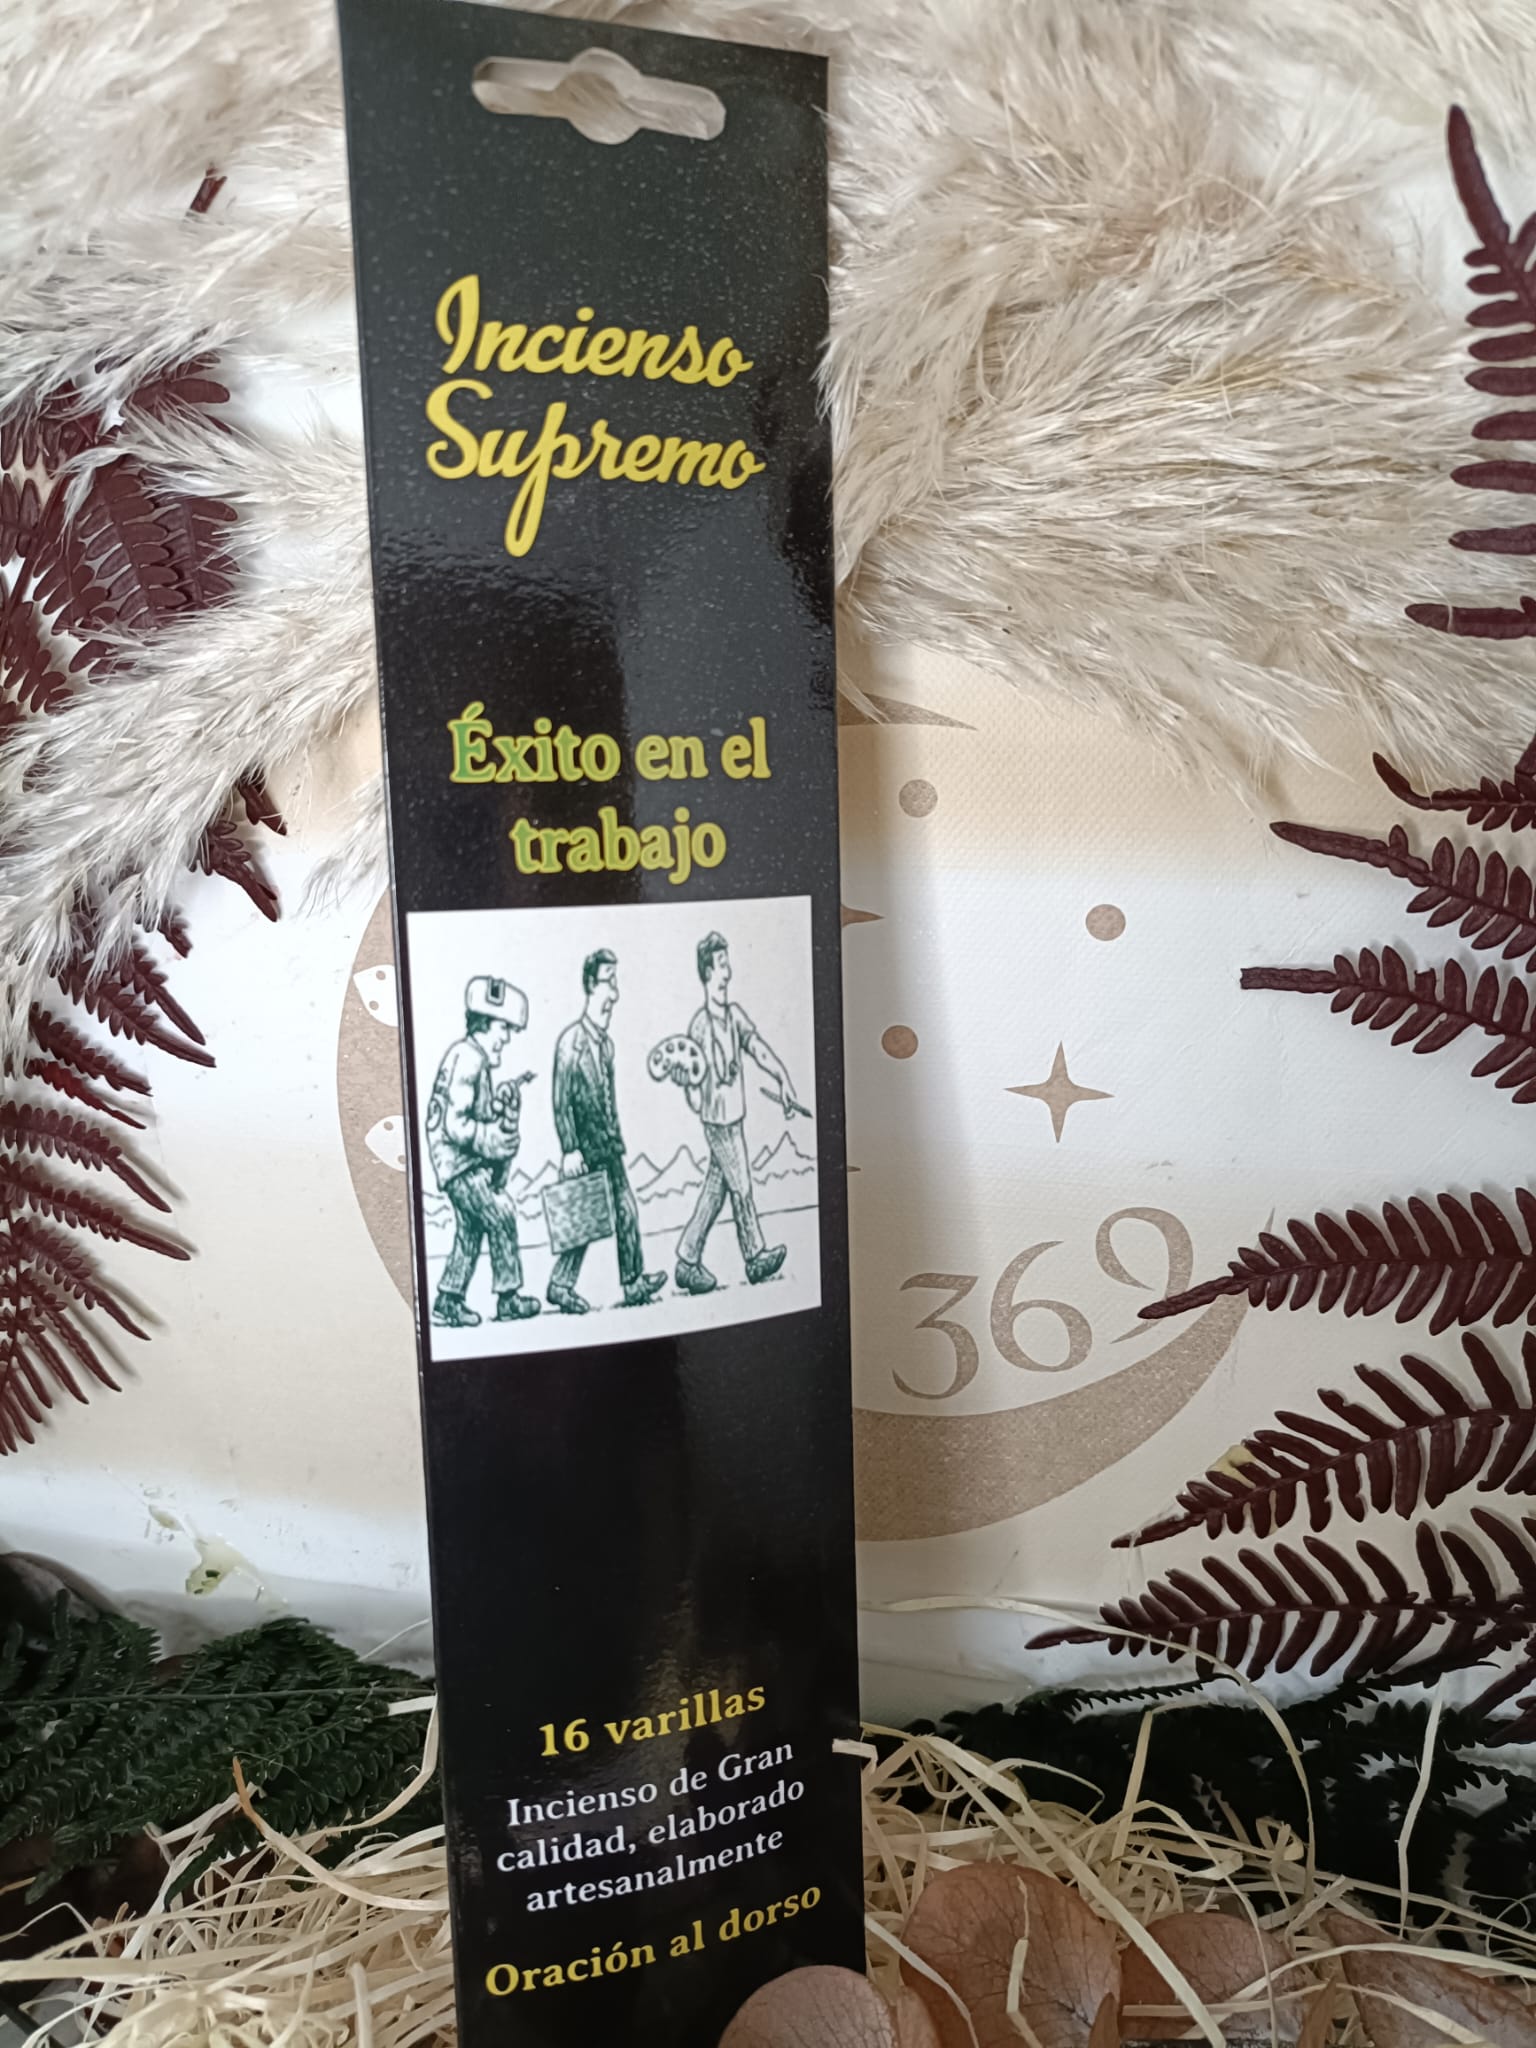 Incienso
Supremo
Éxito en el
trabajo
369
16 varillas
Incienso de Gran
calidad, elaborado
artesanalmente
Oración al dorso